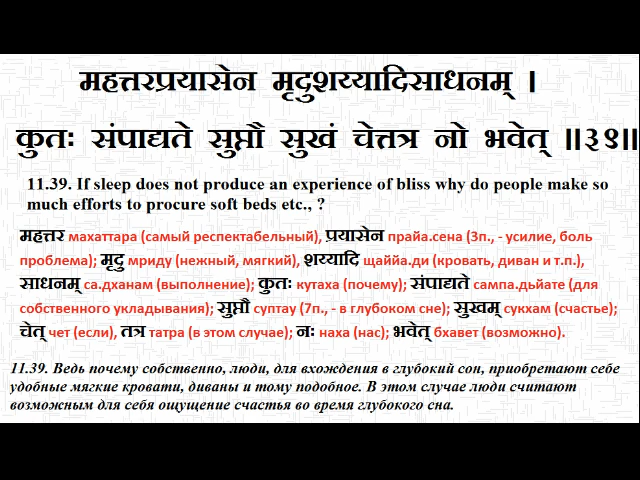 महत्तरप्रयासेन मृदुशय्यादिसाधनम् ।
कुतः संपाद्यते सुप्तौ सुखं चेत्तत्र नो भवेत् ॥३९॥
11.39. If sleep does not produce an experience of bliss why do people make so
much efforts to procure soft beds etc., ?
महत्तर махаттара (самый респектабельный), प्रयासेन прайа.сена (3п., - усилие, боль
проблема); मृदु мриду (нежный, мягкий), शय्यादि щаййа.ди (кровать, диван и т.п.),
साधनम् са.дханам (выполнение); कुतः кутаха (почему); संपाद्यते сампа.дьйате (для
собственного укладывания); सुप्तौ суптау (7п., - в глубоком сне); सुखम् сукхам (счастье);
चेत् чет (если), तत्र татра (в этом случае); नः наха (нас); भवेत् бхавет (возможно).
11.39. Ведь почему собственно, люди, для вхождения в глубокий сон, приобретают себе
удобные мягкие кровати, диваны и тому подобное. В этом случае люди считают
возможным для себя ощущение счастья во время глубокого сна.